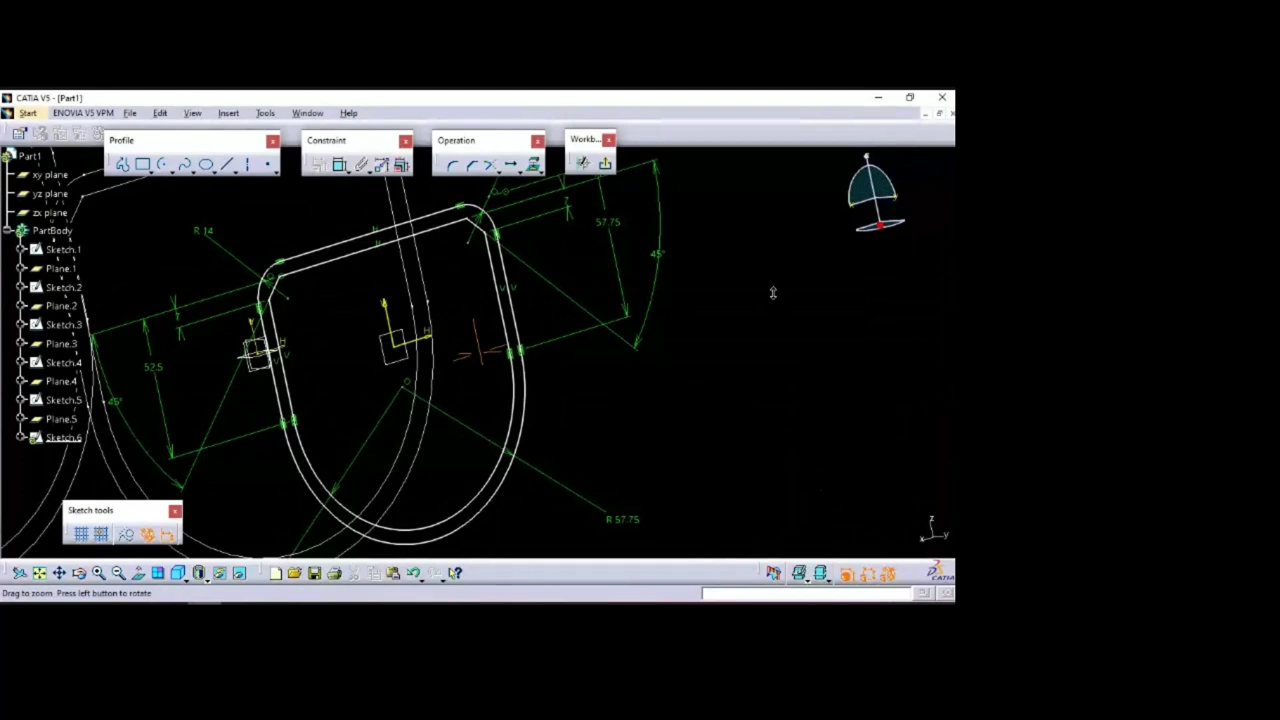 CATIA V5 - [Part1]
Start ENOVIA V5 VPM File Edit View Insert Tools Window Help
Profile
Constraint
Operation
Workb...
Part1
xy plane
yz plane
zx plane
PartBody
Sketch.1
Plane.1
Sketch.2
Plane.2
Sketch.3
Plane.3
Sketch.4
Plane.4
Sketch.5
Plane.5
Sketch.6
R 14
57.75
45°
H
H
V V
V
H
H
52.5
45°
R 57.75
Sketch tools
z
x
y
CATIA
Drag to zoom Press left button to rotate